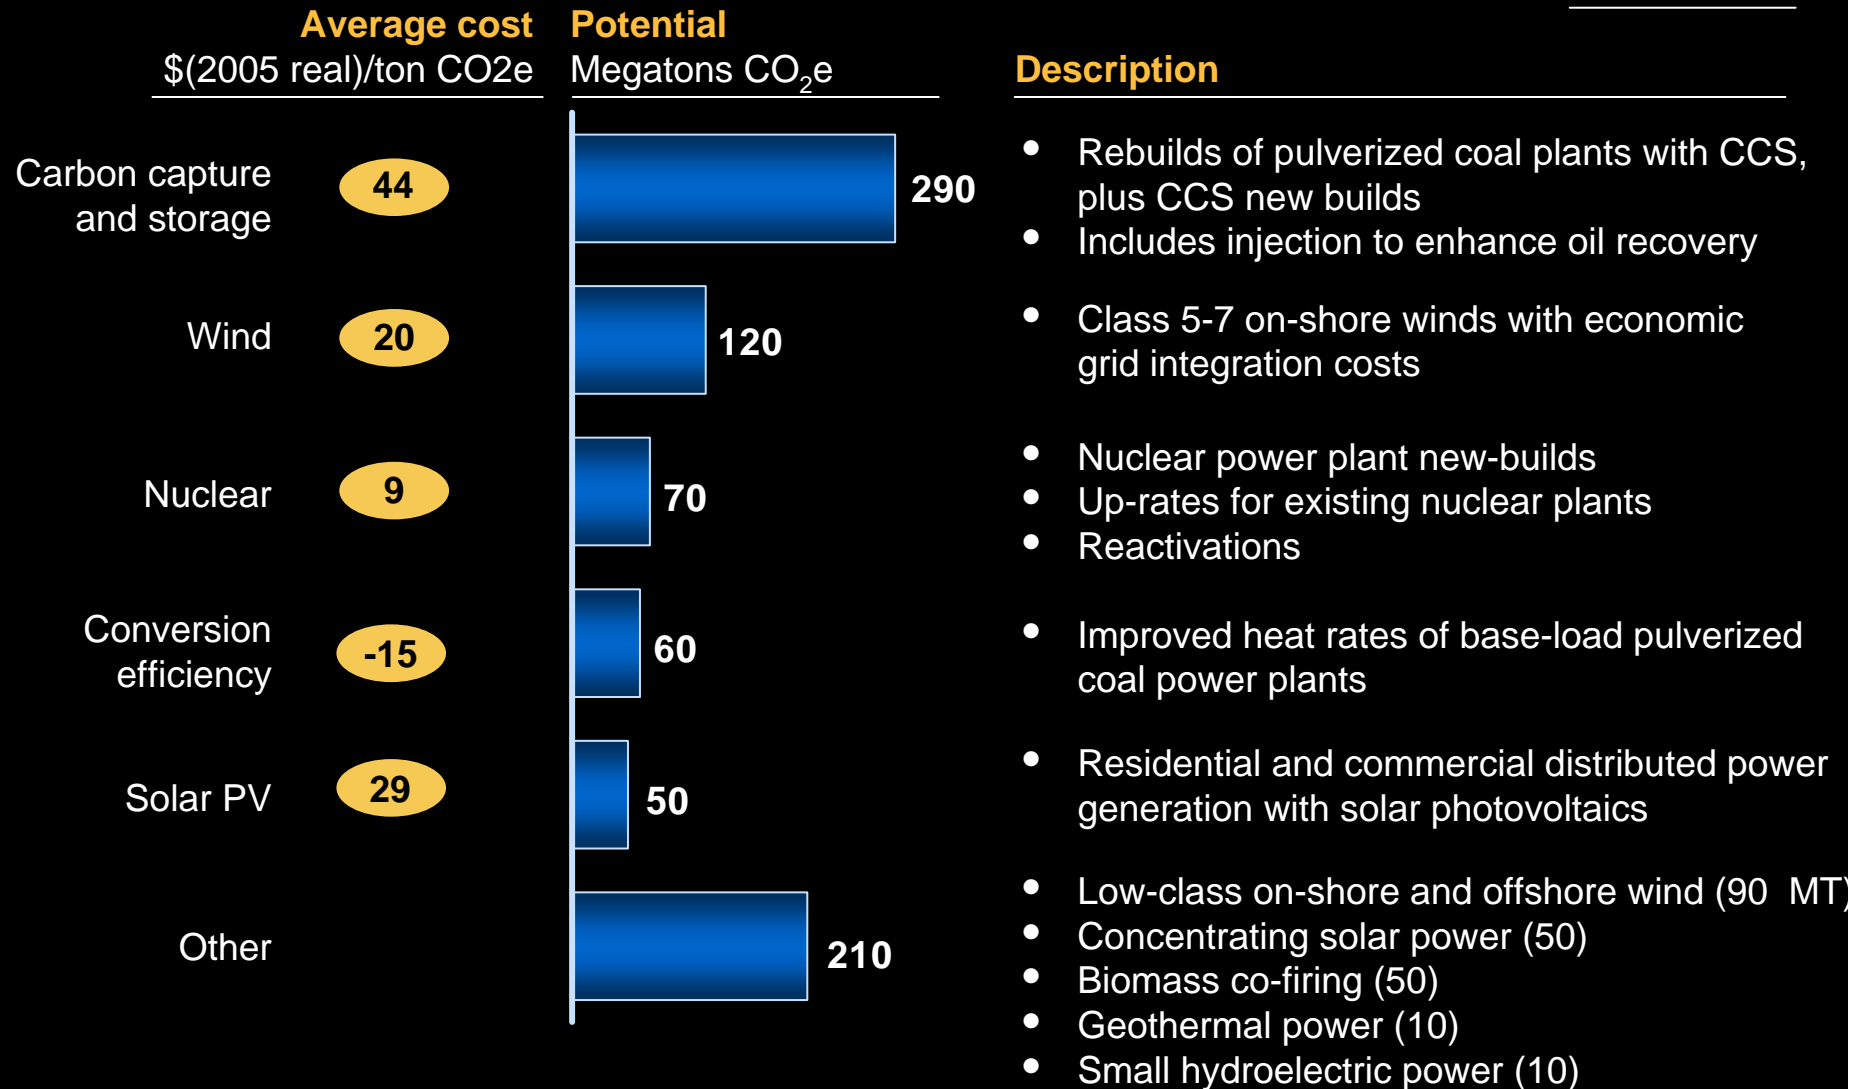 Average cost
$(2005 real)/ton CO2e
Potential
Megatons CO₂e
Description
Carbon capture
and storage
44
290
• Rebuilds of pulverized coal plants with CCS,
plus CCS new builds
• Includes injection to enhance oil recovery
Wind
20
120
• Class 5-7 on-shore winds with economic
grid integration costs
Nuclear
9
70
• Nuclear power plant new-builds
• Up-rates for existing nuclear plants
• Reactivations
Conversion
efficiency
-15
60
• Improved heat rates of base-load pulverized
coal power plants
Solar PV
29
50
• Residential and commercial distributed power
generation with solar photovoltaics
Other
210
• Low-class on-shore and offshore wind (90 MT)
• Concentrating solar power (50)
• Biomass co-firing (50)
• Geothermal power (10)
• Small hydroelectric power (10)